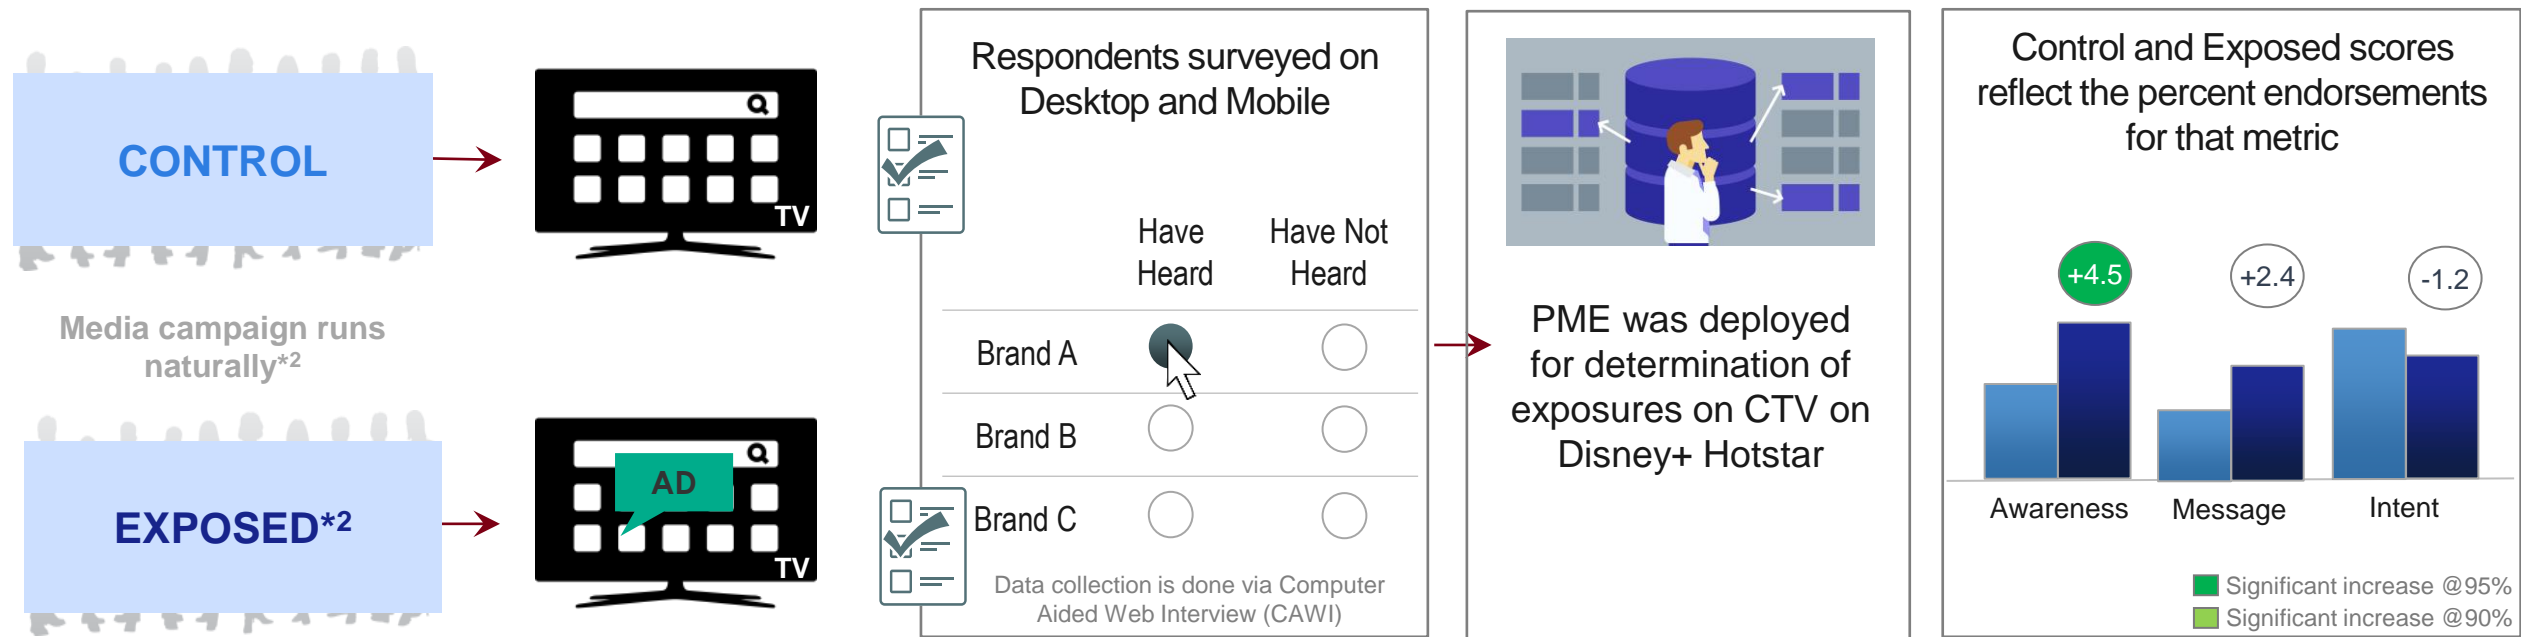 CONTROL
TV
Media campaign runs
naturally*2
EXPOSED*2
AD
TV
Respondents surveyed on
Desktop and Mobile
Have Heard
Have Not Heard
Brand A
Brand B
Brand C
Data collection is done via Computer
Aided Web Interview (CAWI)
PME was deployed
for determination of
exposures on CTV on
Disney+ Hotstar
Control and Exposed scores
reflect the percent endorsements
for that metric
+4.5
+2.4
-1.2
Awareness
Message
Intent
Significant increase @95%
Significant increase @90%